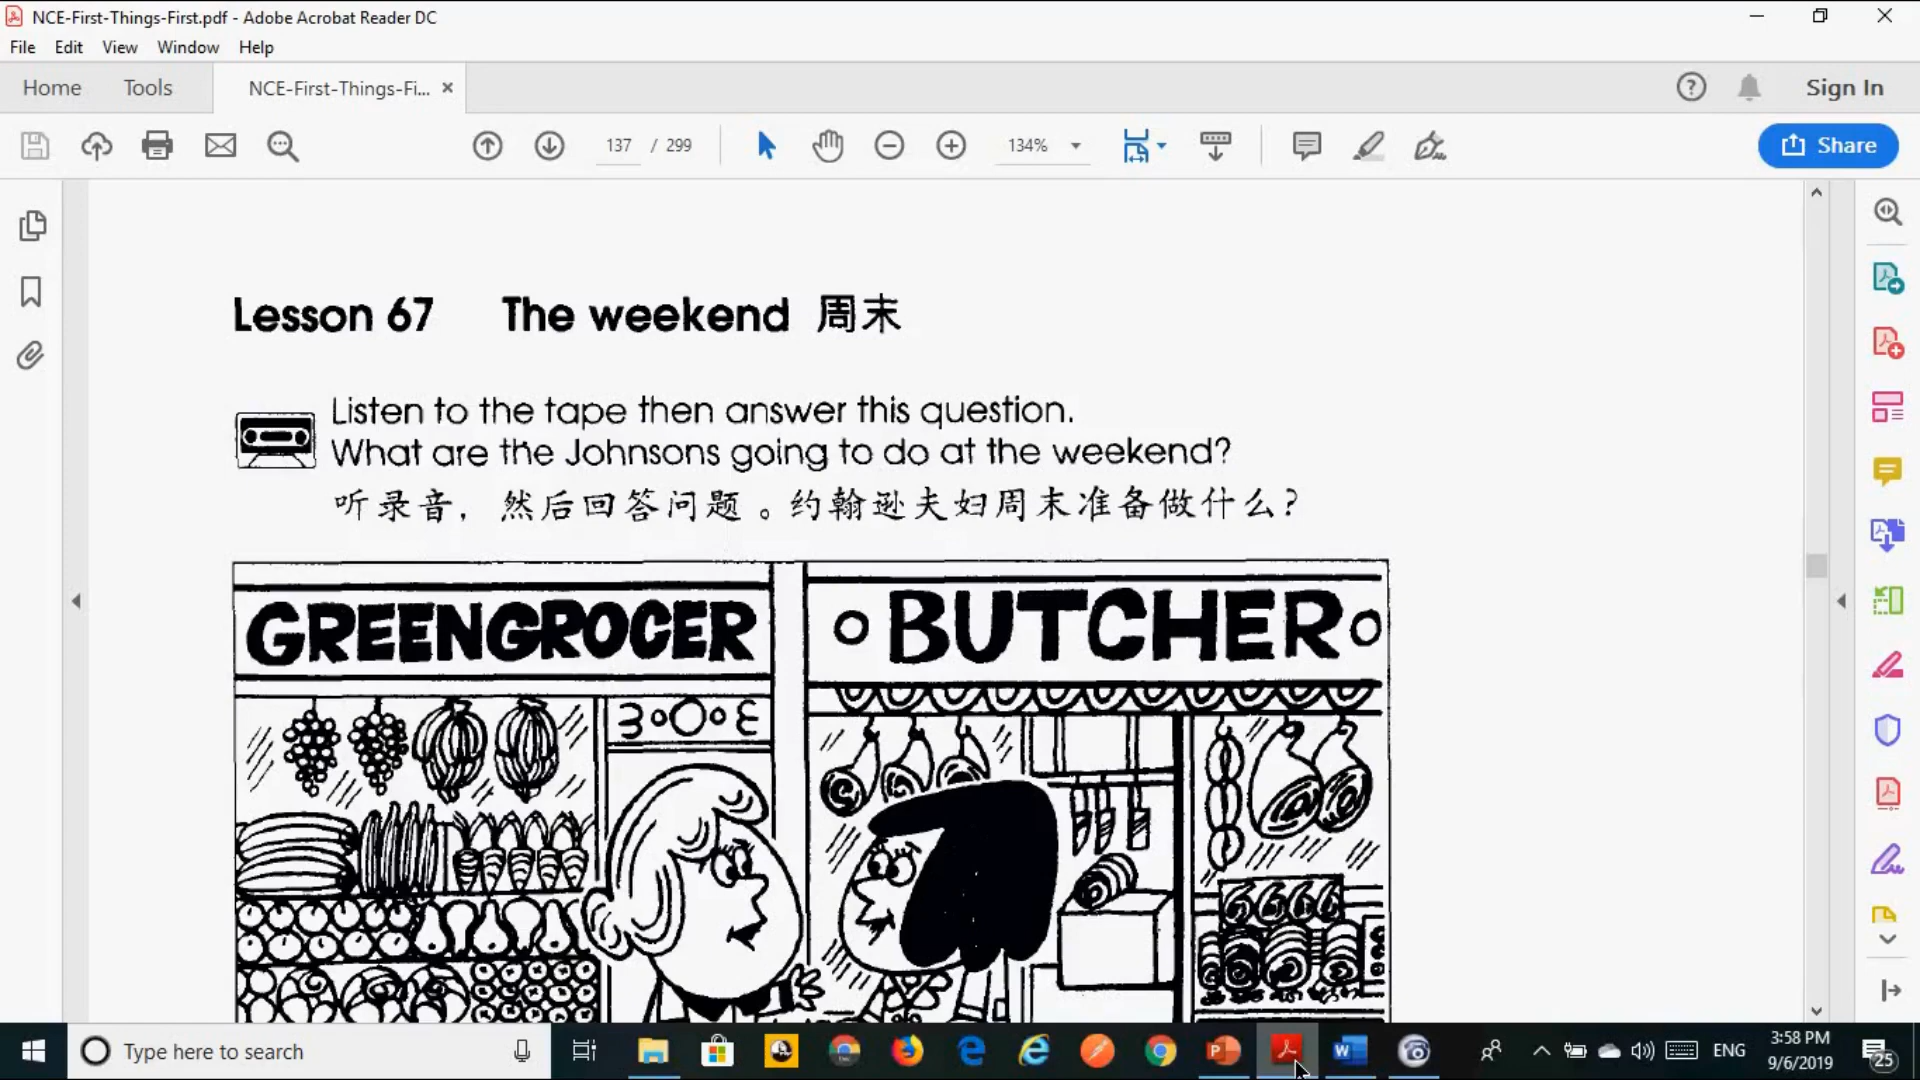 NCE-First-Things-First.pdf - Adobe Acrobat Reader DC
File Edit View Window Help
Home Tools NCE-First-Things-Fi... Sign In
137 / 299 134% Share
Lesson 67 The weekend 周末
Listen to the tape then answer this question.
What are the Johnsons going to do at the weekend?
听录音,然后回答问题。约翰逊夫妇周末准备做什么?
GREENGROCER BUTCHER
Type here to search ENG 3:58 PM
9/6/2019 25